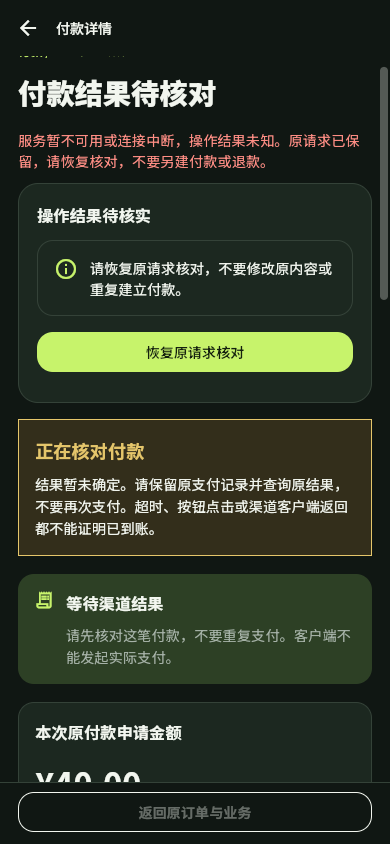 付款详情
付款结果待核对
服务暂不可用或连接中断，操作结果未知。原请求已保
留，请恢复核对，不要另建付款或退款。
操作结果待核实
请恢复原请求核对，不要修改原内容或
重复建立付款。
恢复原请求核对
正在核对付款
结果暂未确定。请保留原支付记录并查询原结果，
不要再次支付。超时、按钮点击或渠道客户端返回
都不能证明已到账。
等待渠道结果
请先核对这笔付款，不要重复支付。客户端不
能发起实际支付。
本次原付款申请金额
¥40.00
返回原订单与业务